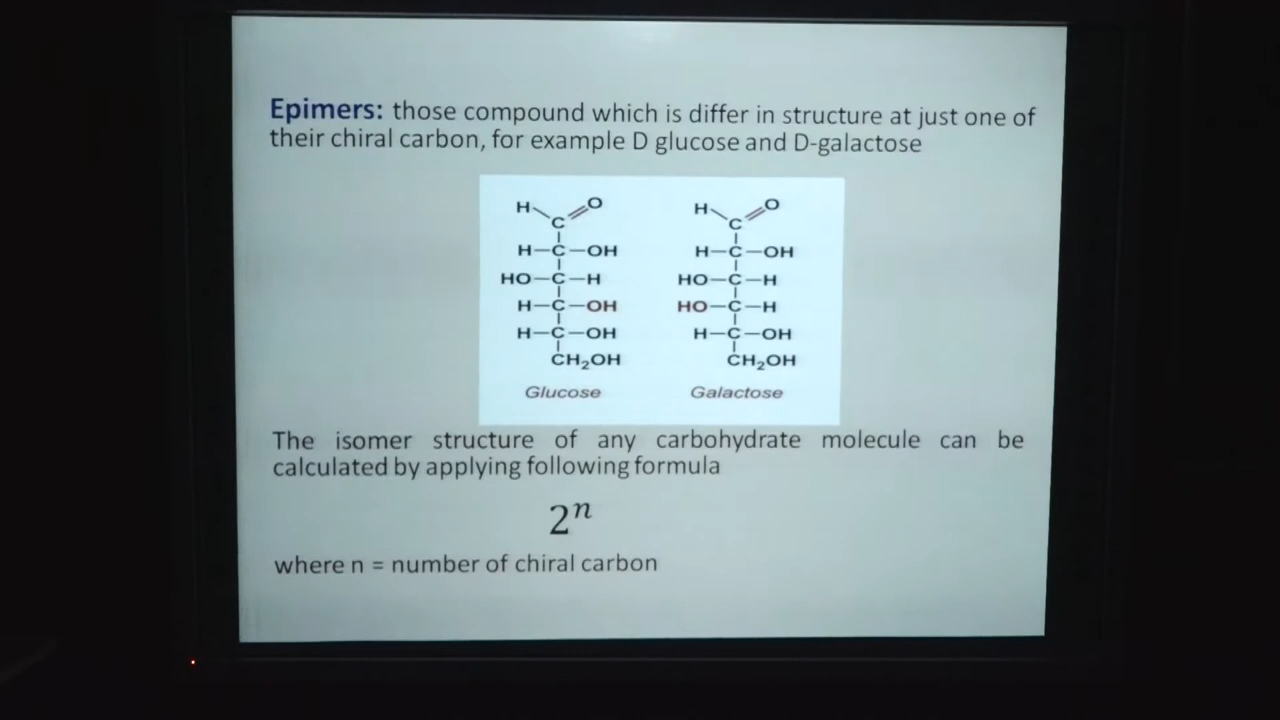 Epimers: those compound which is differ in structure at just one of
their chiral carbon, for example D glucose and D-galactose
H O H O
C C
H-C-OH H-C-OH
HO-C-H HO-C-H
H-C-OH HO-C-H
H-C-OH H-C-OH
CH₂OH CH₂OH
Glucose Galactose
The isomer structure of any carbohydrate molecule can be
calculated by applying following formula
2ⁿ
where n = number of chiral carbon